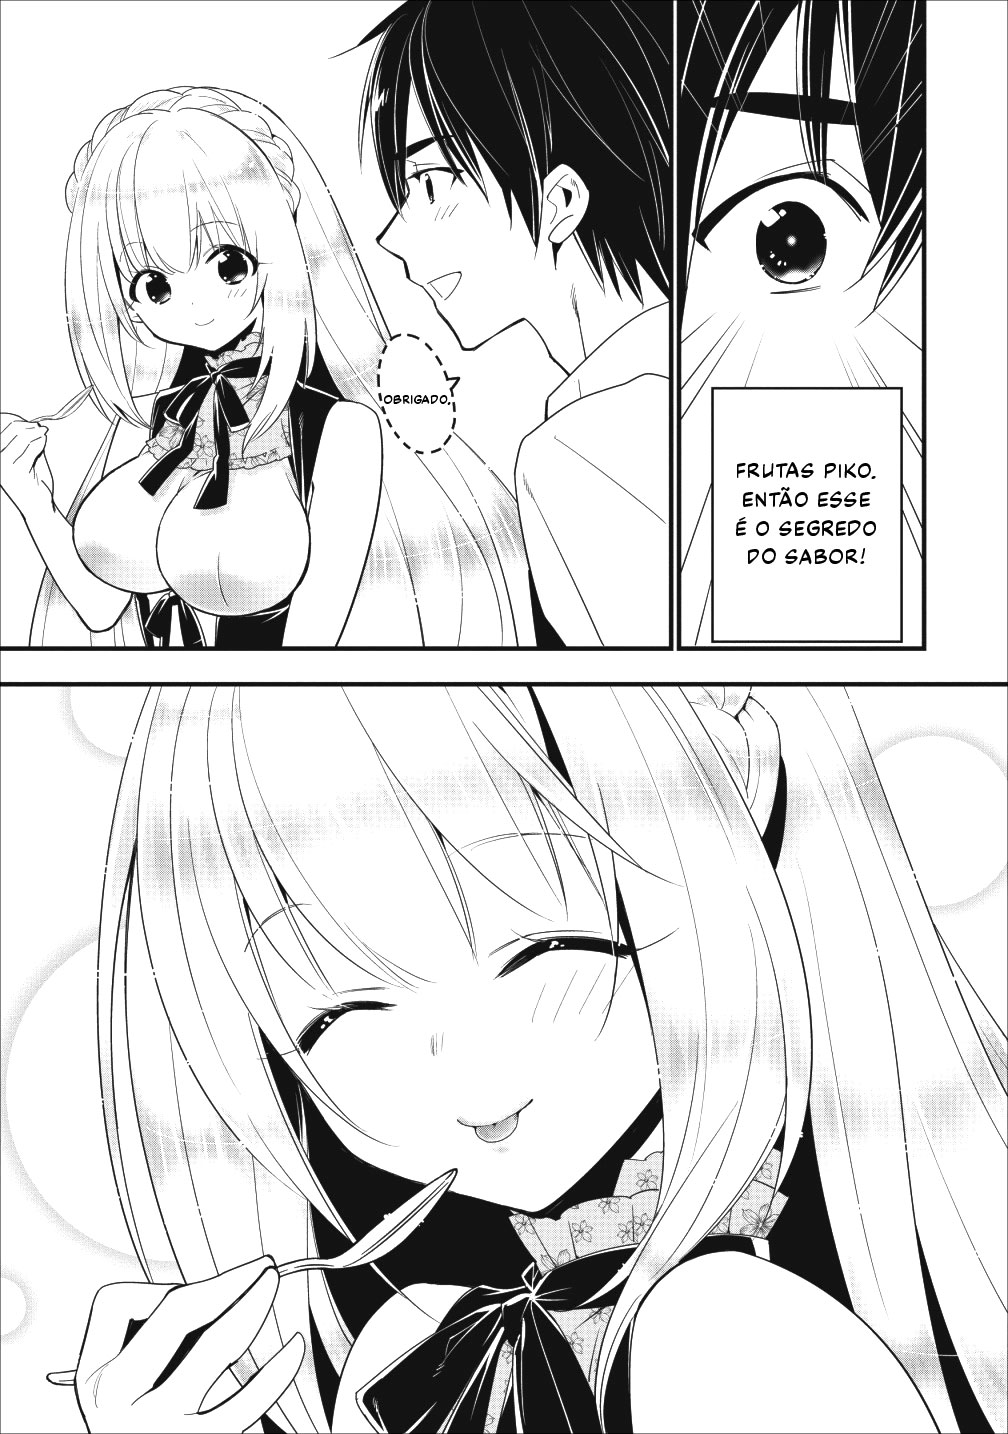 FRUTAS PIKO.
ENTÃO ESSE
É O SEGREDO
DO SABOR!
OBRIGADO.